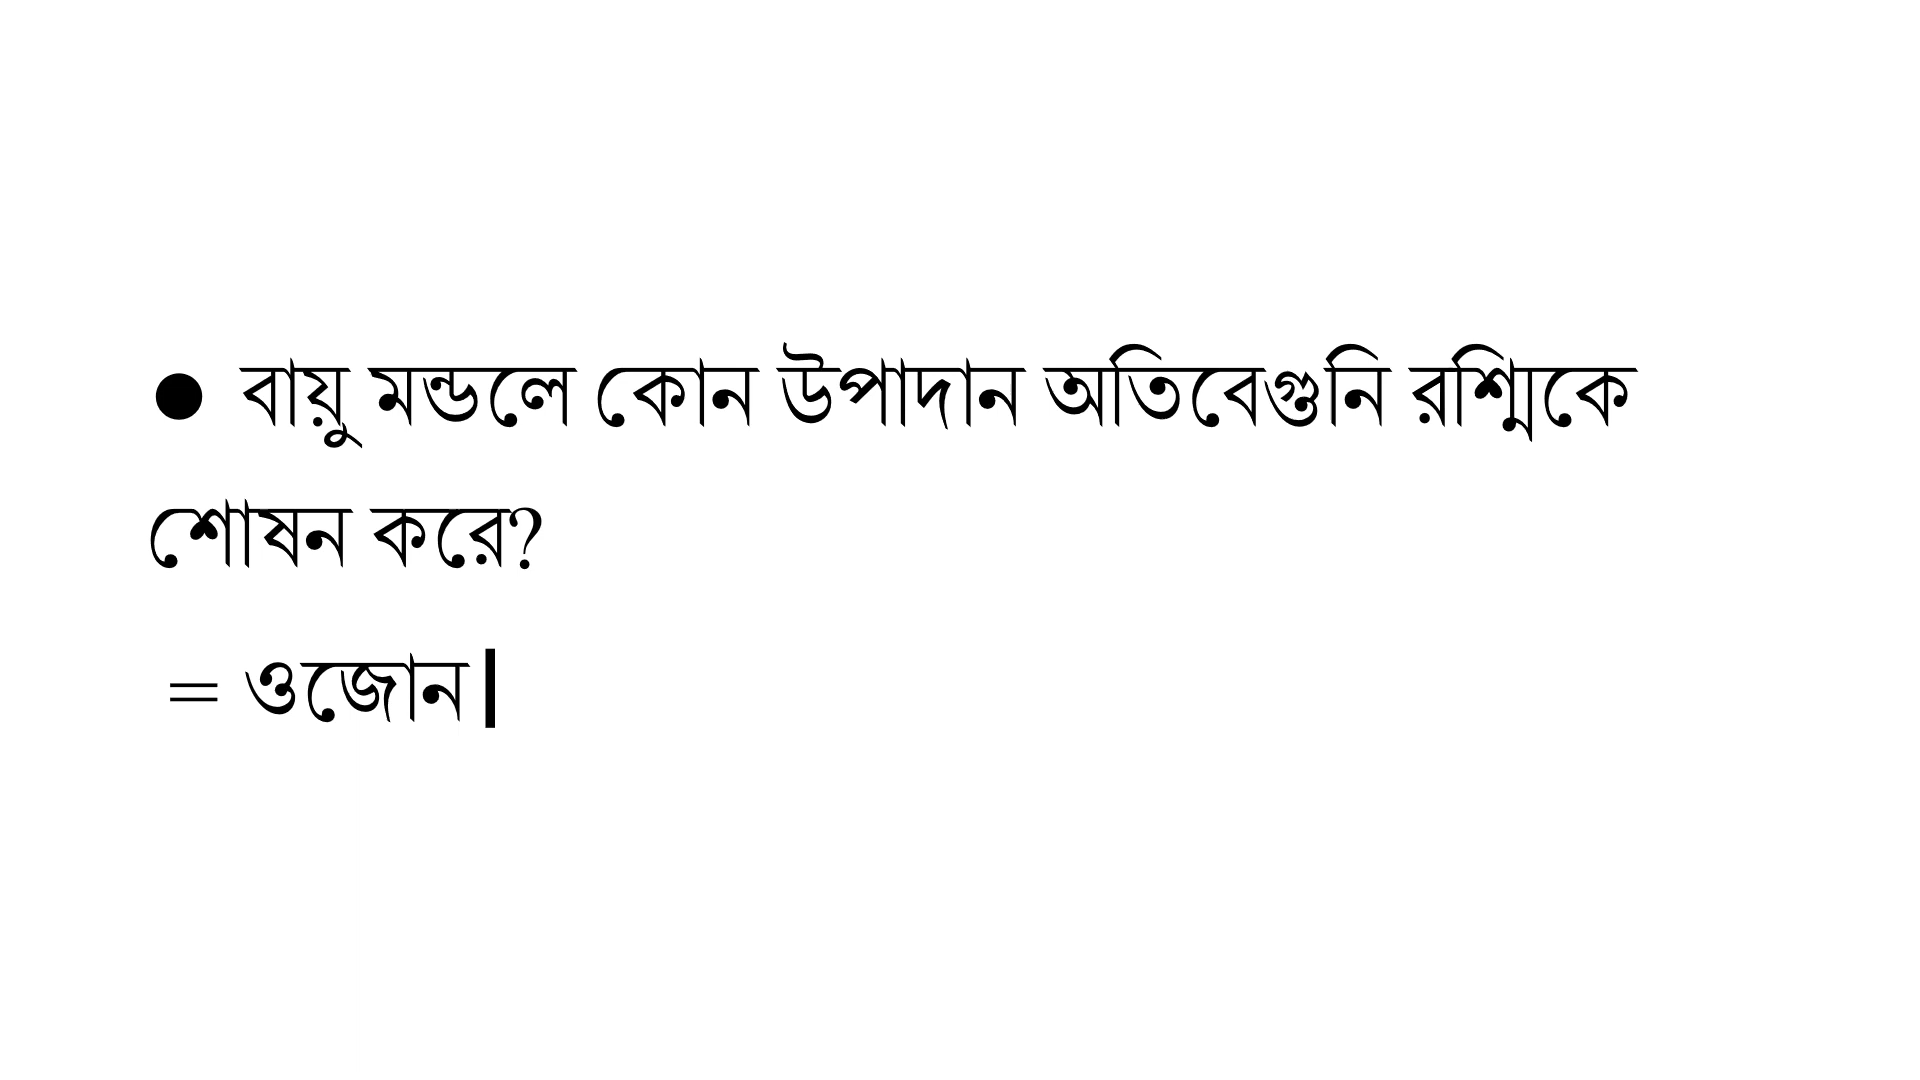 ● বায়ু মন্ডলে কোন উপাদান অতিবেগুনি রশ্মিকে
শোষন করে?
= ওজোন|